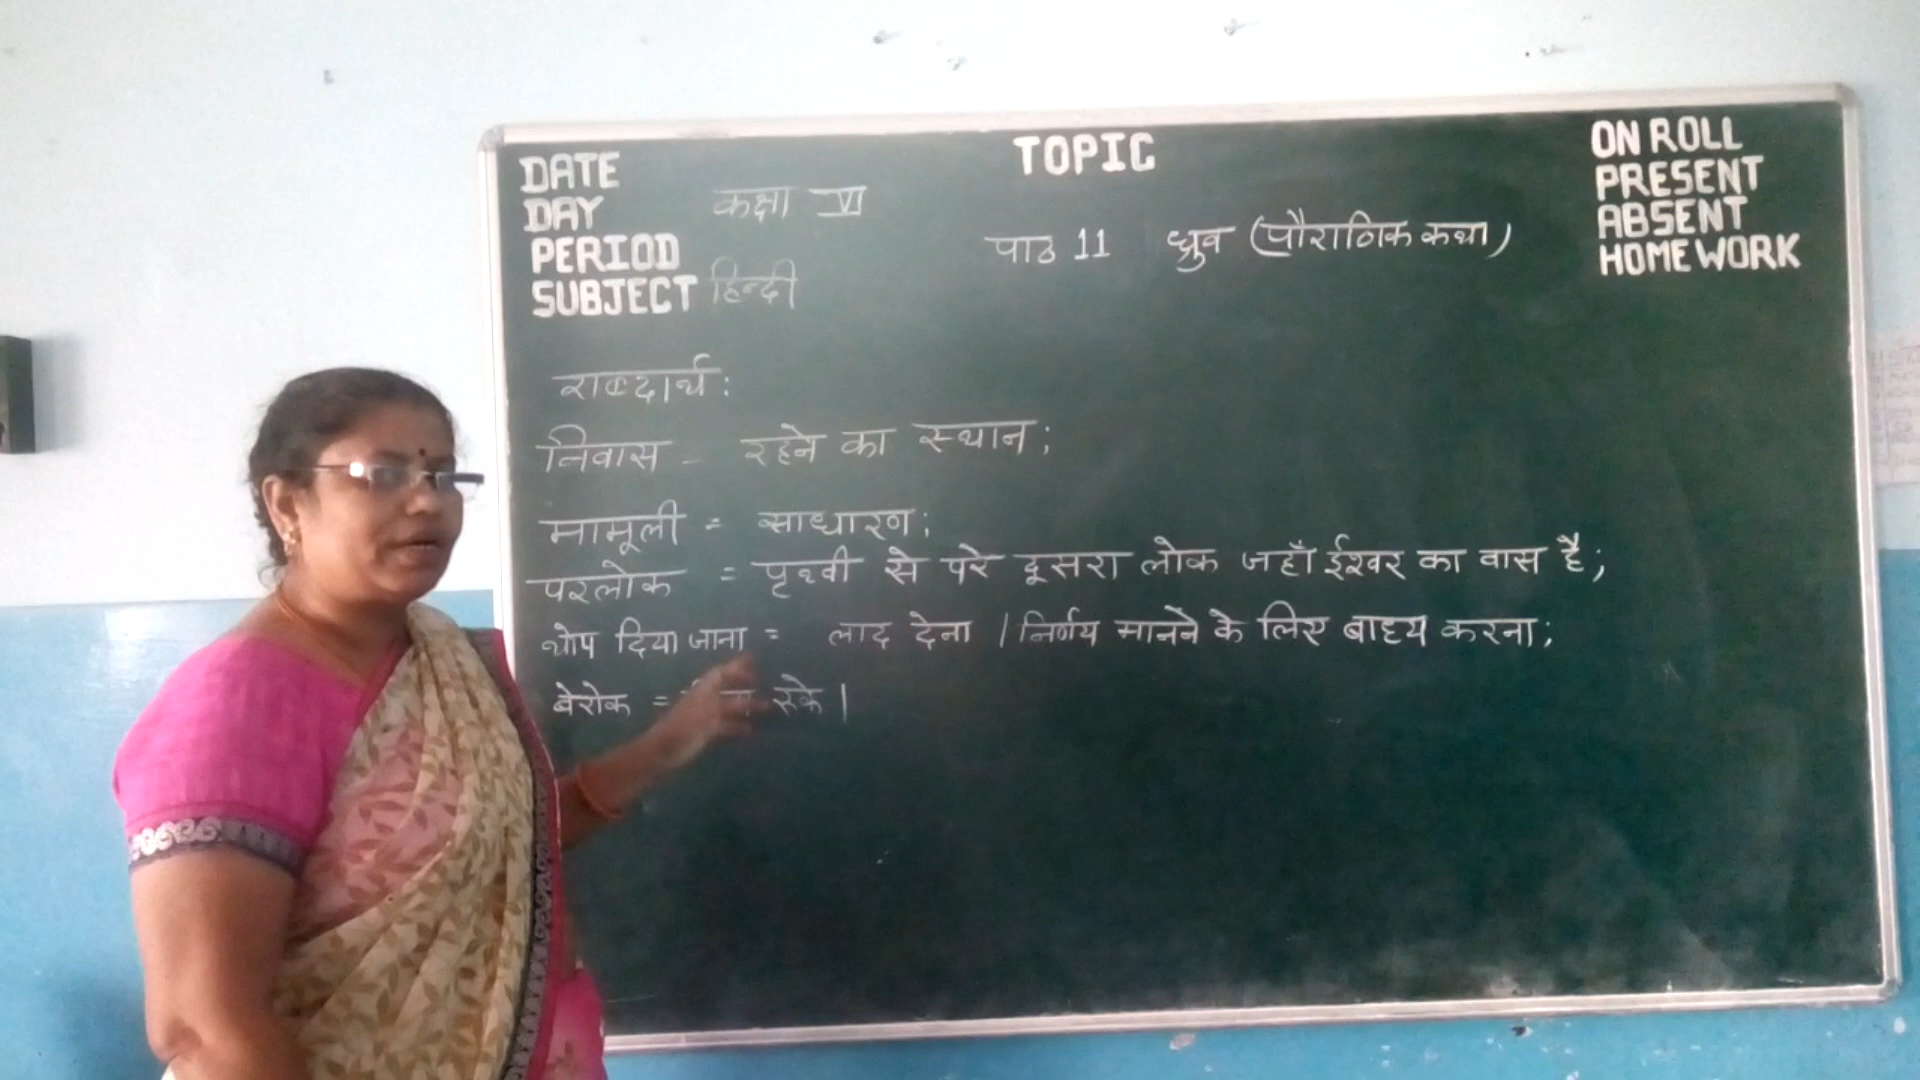 TOPIC
DATE
DAY
PERIOD
SUBJECT हिन्दी
कक्षा VI
पाठ 11 ध्रुव (पौराणिक कथा)
ON ROLL
PRESENT
ABSENT
HOME WORK
शब्दार्थ:
निवास - रहने का स्थान;
मामूली = साधारण;
परलोक = पृथ्वी से परे दूसरा लोक जहाँ ईश्वर का वास है;
थोप दिया जाना = लाद देना / निर्णय मानने के लिए बाध्य करना;
बेरोक = रुके।